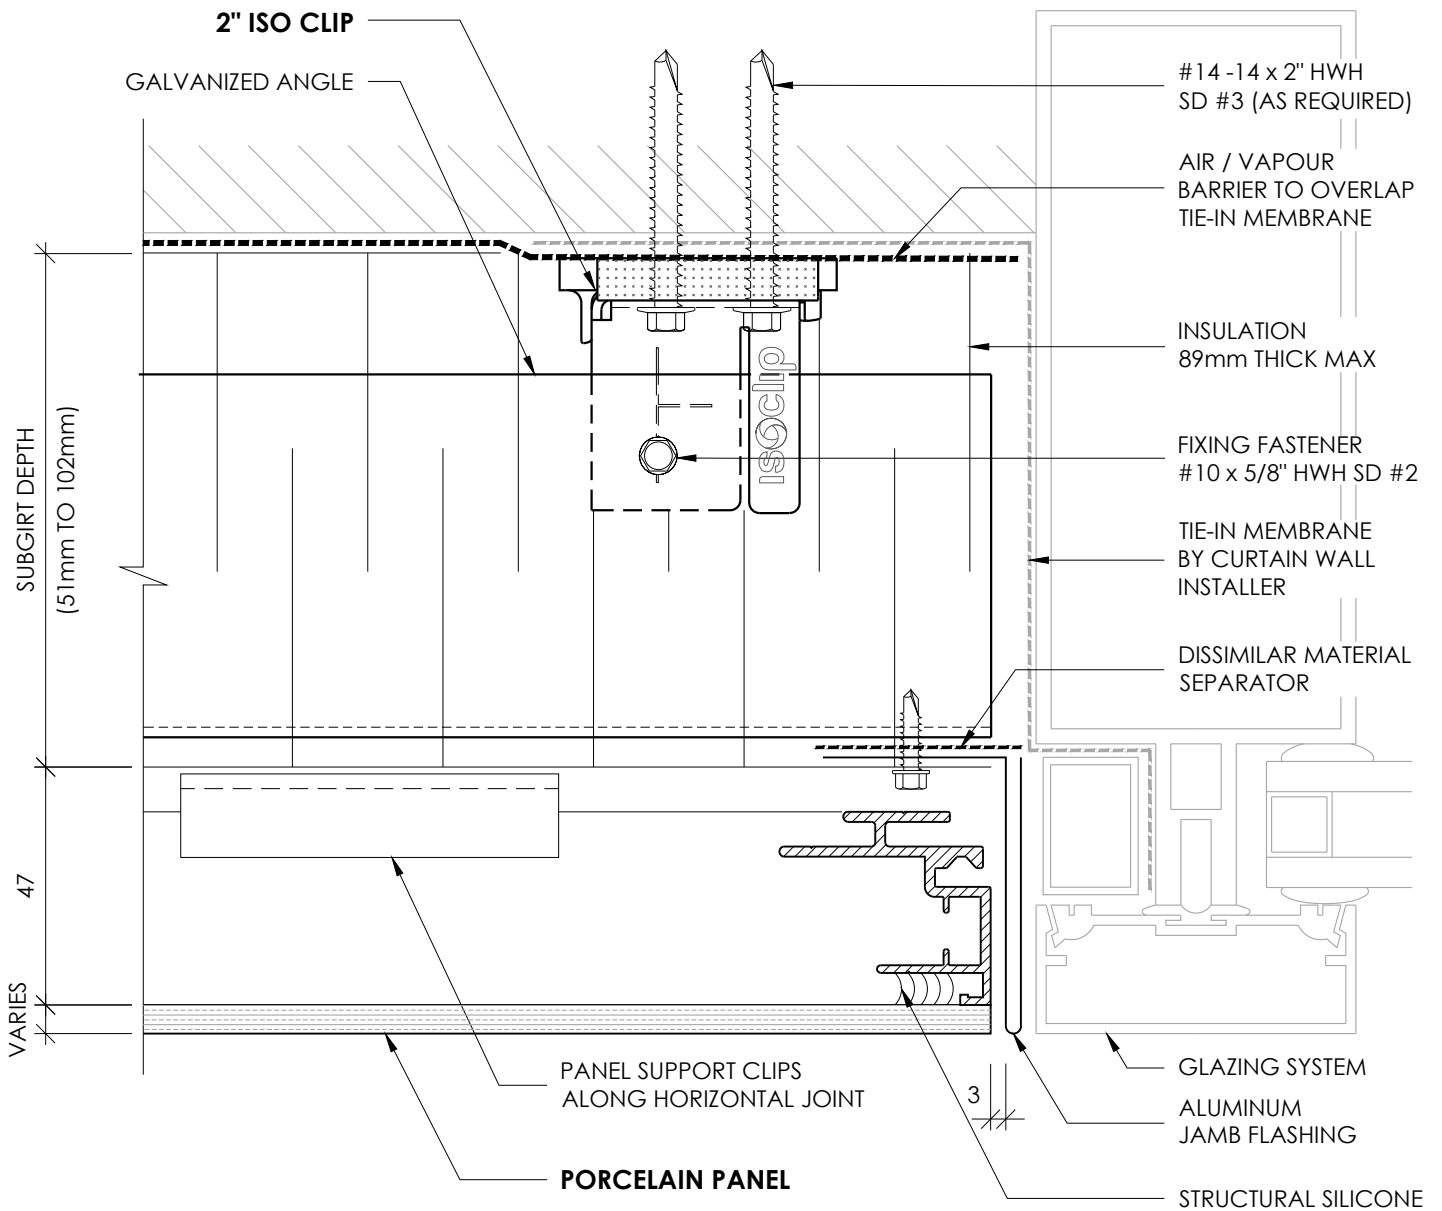 2" ISO CLIP
GALVANIZED ANGLE
#14 -14 x 2" HWH
SD #3 (AS REQUIRED)
AIR / VAPOUR
BARRIER TO OVERLAP
TIE-IN MEMBRANE
INSULATION
89mm THICK MAX
isoclip
FIXING FASTENER
#10 x 5/8" HWH SD #2
SUBGIRT DEPTH
(51mm TO 102mm)
TIE-IN MEMBRANE
BY CURTAIN WALL
INSTALLER
DISSIMILAR MATERIAL
SEPARATOR
47
VARIES
PANEL SUPPORT CLIPS
ALONG HORIZONTAL JOINT
3
GLAZING SYSTEM
ALUMINUM
JAMB FLASHING
PORCELAIN PANEL
STRUCTURAL SILICONE